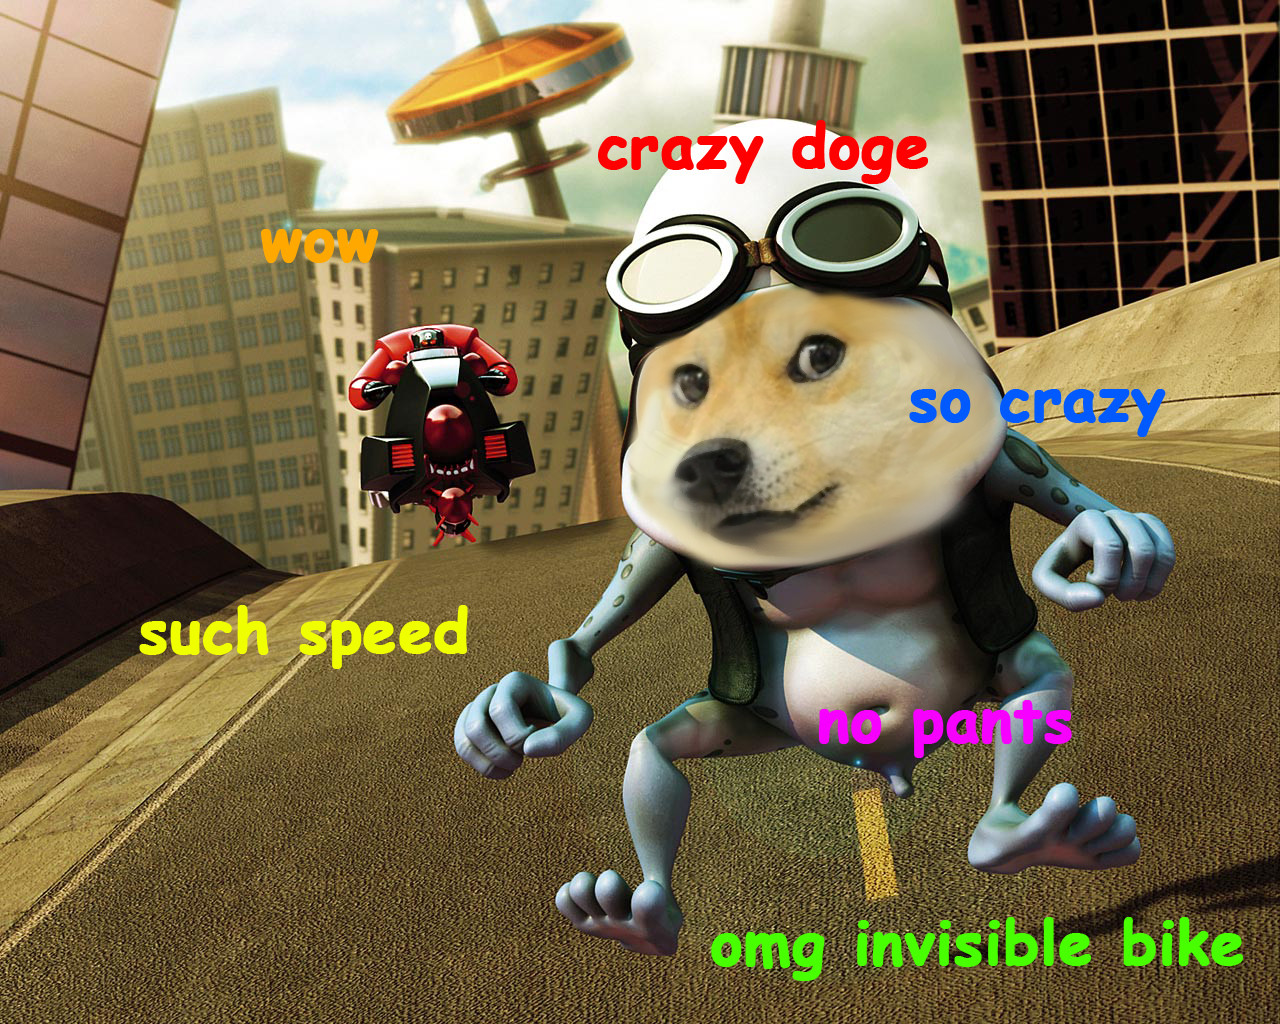 crazy doge
wow
so crazy
such speed
no pants
omg invisible bike